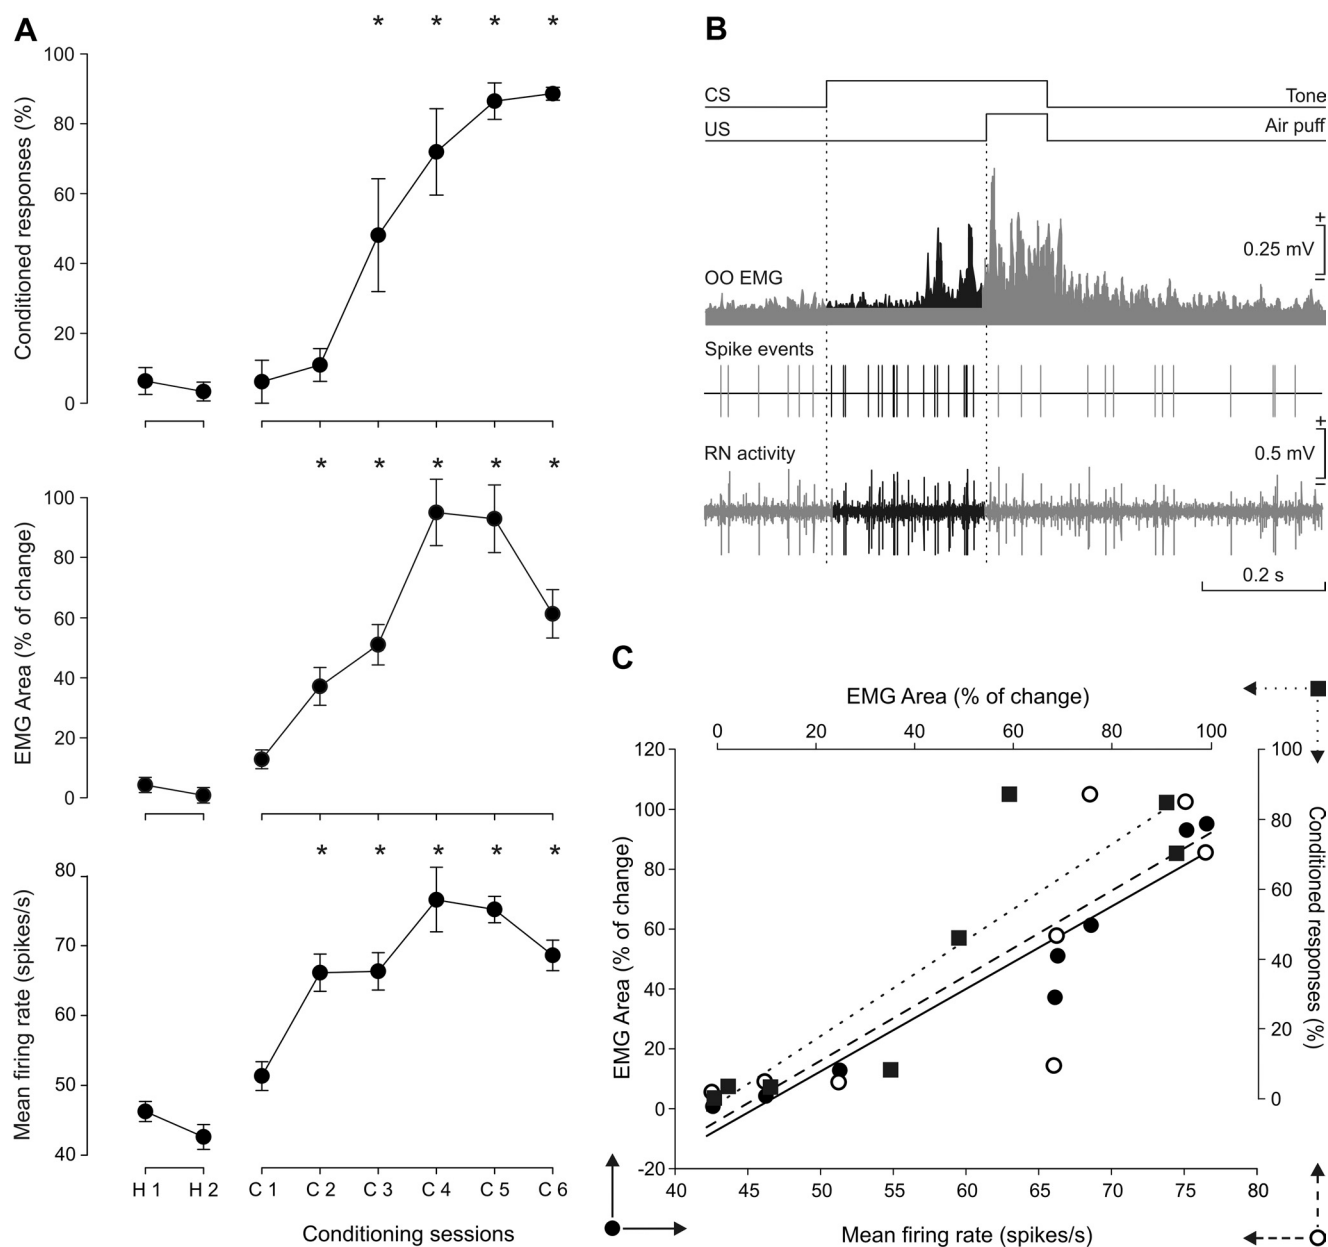 A
* * * *
100
80
60
40
20
0
Conditioned responses (%)
* * * * *
100
80
60
40
20
0
EMG Area (% of change)
* * * * *
80
70
60
50
40
Mean firing rate (spikes/s)
H 1 H 2 C 1 C 2 C 3 C 4 C 5 C 6
Conditioning sessions
B
CS Tone
US Air puff
+
0.25 mV
–
OO EMG
Spike events
+
0.5 mV
–
RN activity
0.2 s
C
EMG Area (% of change)
0 20 40 60 80 100
120
100
80
60
40
20
0
-20
EMG Area (% of change)
100
80
60
40
20
0
Conditioned responses (%)
40 45 50 55 60 65 70 75 80
Mean firing rate (spikes/s)